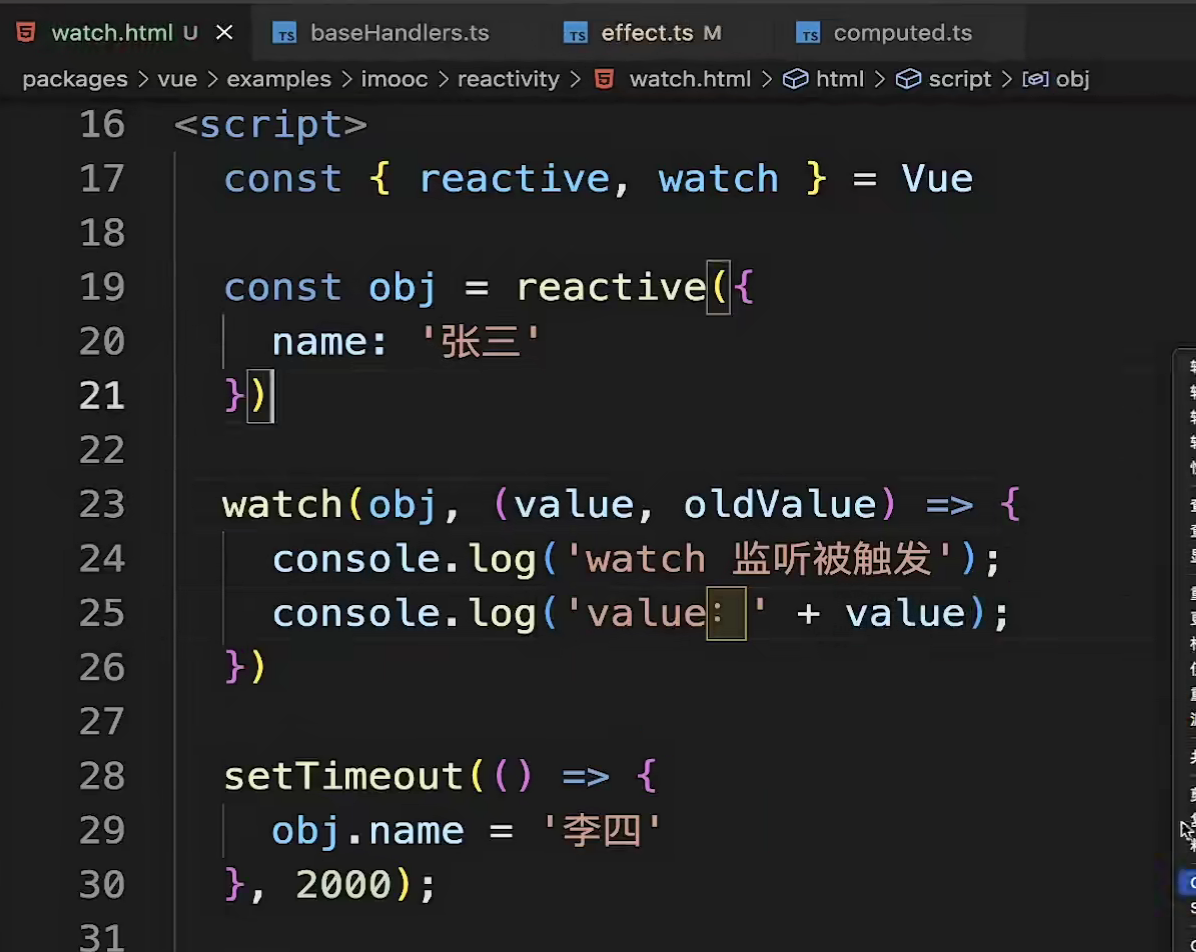 watch.html U
TS baseHandlers.ts
TS effect.ts M
TS computed.ts
packages > vue > examples > imooc > reactivity > watch.html > html > script > obj
16 <script>
17 const { reactive, watch } = Vue
18
19 const obj = reactive({
20 name: '张三'
21 })
22
23 watch(obj, (value, oldValue) => {
24 console.log('watch 监听被触发');
25 console.log('value：' + value);
26 })
27
28 setTimeout(() => {
29 obj.name = '李四'
30 }, 2000);
31